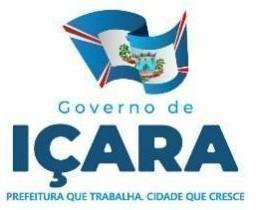 Governo de
IÇARA
PREFEITURA QUE TRABALHA. CIDADE QUE CRESCE